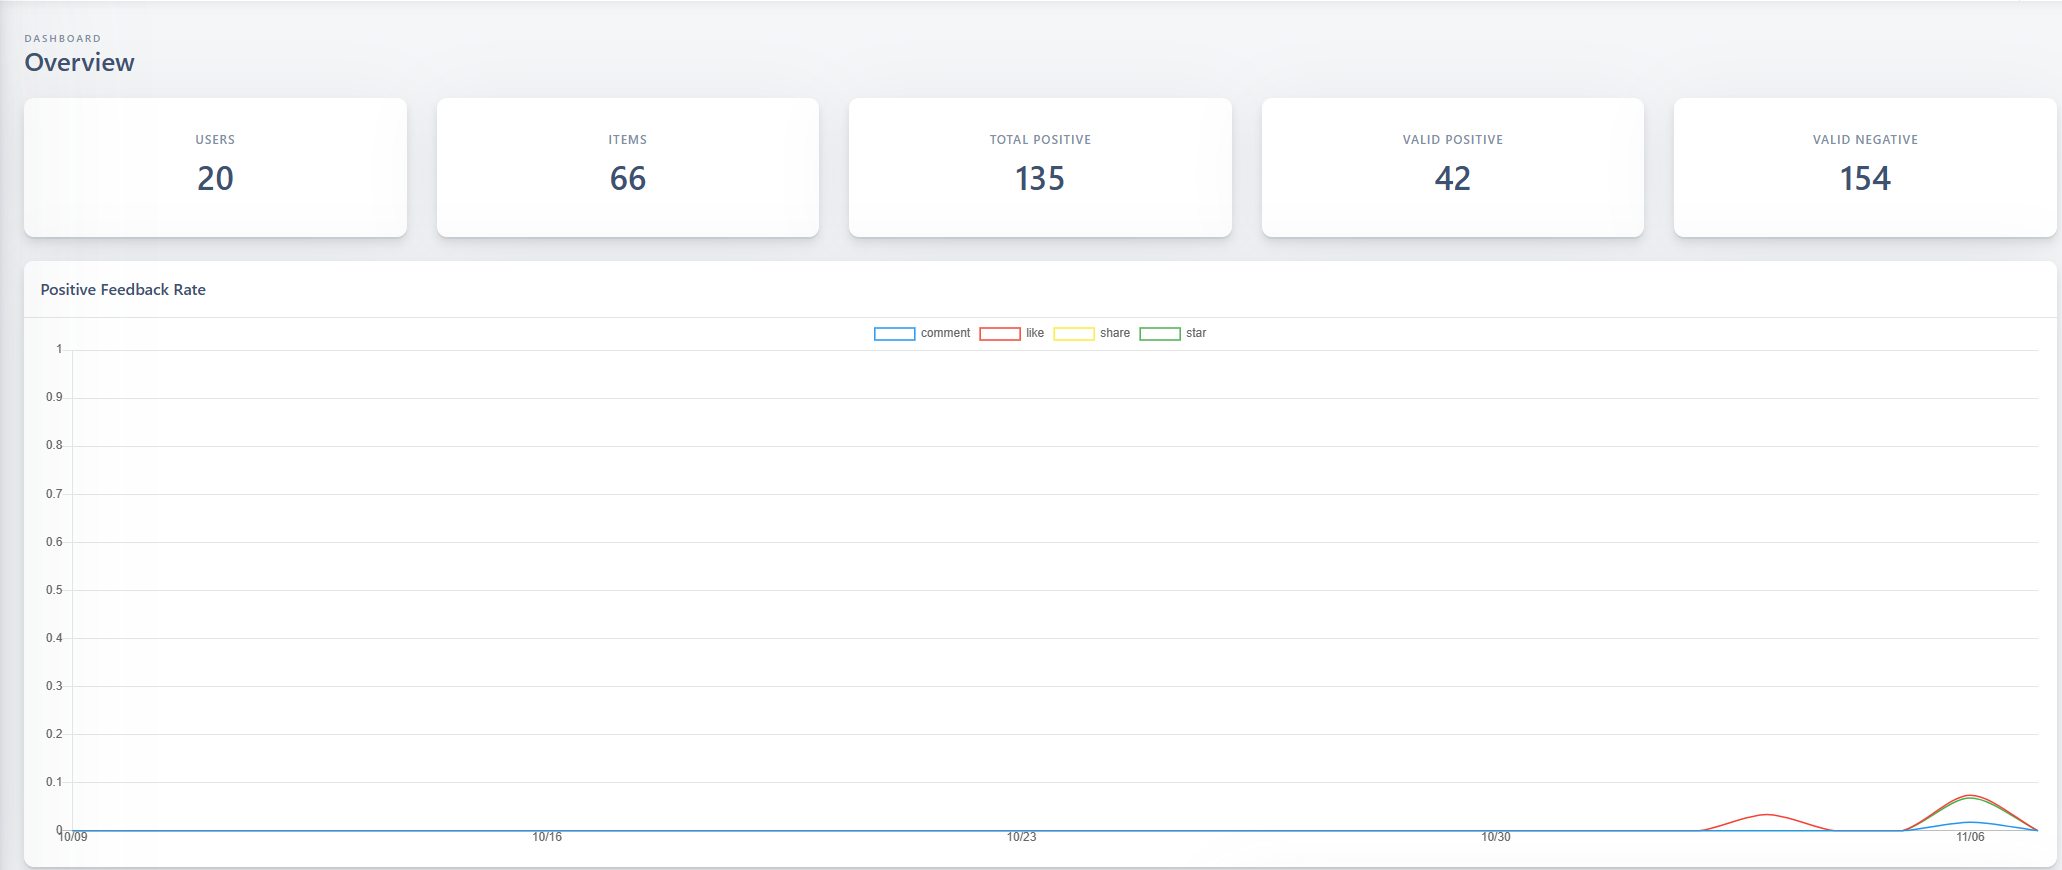 DASHBOARD
Overview
USERS
20
ITEMS
66
TOTAL POSITIVE
135
VALID POSITIVE
42
VALID NEGATIVE
154
Positive Feedback Rate
comment like share star
1
0.9
0.8
0.7
0.6
0.5
0.4
0.3
0.2
0.1
0
10/09 10/16 10/23 10/30 11/06